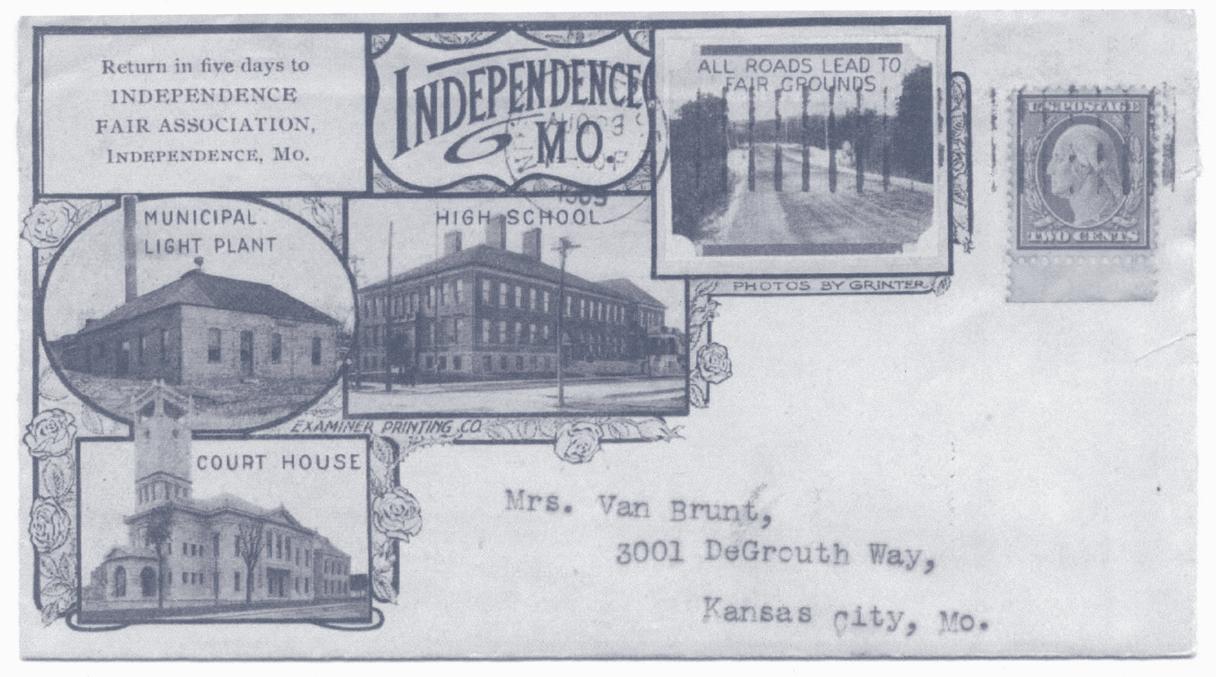 Return in five days to
INDEPENDENCE
FAIR ASSOCIATION,
INDEPENDENCE, MO.
INDEPENDENCE
MO.
1909
ALL ROADS LEAD TO
FAIR GROUNDS
U.S. POSTAGE
TWO CENTS
MUNICIPAL
LIGHT PLANT
HIGH SCHOOL
PHOTOS BY GRINTER
EXAMINER PRINTING CO.
COURT HOUSE
Mrs. Van Brunt,
3001 DeGrouth Way,
Kansas City, Mo.